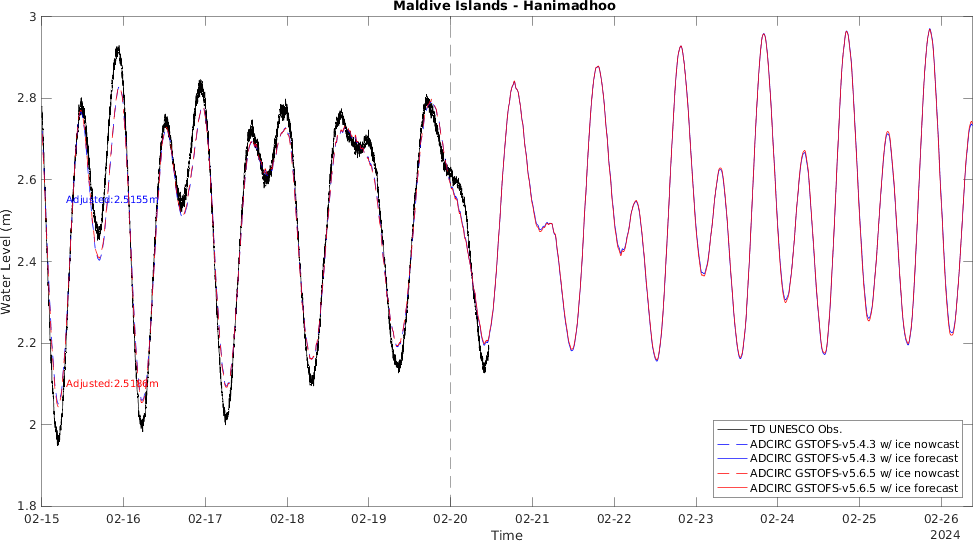 Maldive Islands - Hanimadhoo
3
2.8
2.6
2.4
2.2
2
1.8
Water Level (m)
Adjusted:2.5155m
Adjusted:2.5186m
TD UNESCO Obs.
ADCIRC GSTOFS-v5.4.3 w/ ice nowcast
ADCIRC GSTOFS-v5.4.3 w/ ice forecast
ADCIRC GSTOFS-v5.6.5 w/ ice nowcast
ADCIRC GSTOFS-v5.6.5 w/ ice forecast
02-15 02-16 02-17 02-18 02-19 02-20 02-21 02-22 02-23 02-24 02-25 02-26
Time
2024